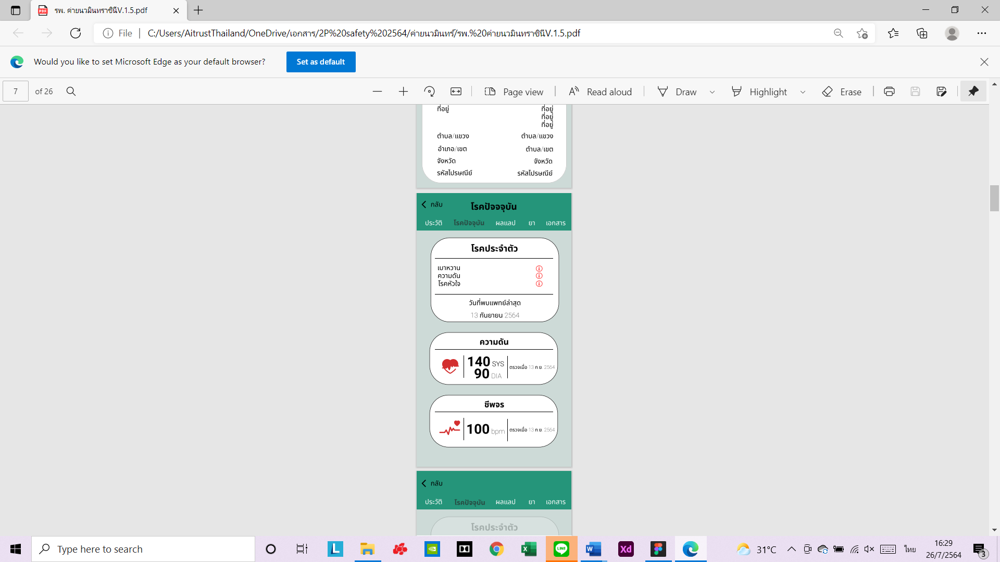 รพ. ค่ายนวมินทราชินีV.1.5.pdf
File
C:/Users/AitrustThailand/OneDrive/เอกสาร/2P%20safety%202564/ค่ายนวมินทร์/รพ.%20ค่ายนวมินทราชินีV.1.5.pdf
Would you like to set Microsoft Edge as your default browser?
Set as default
7 of 26
Page view
Read aloud
Draw
Highlight
Erase
ที่อยู่ ที่อยู่
ที่อยู่
ที่อยู่
ตำบล/แขวง ตำบล/แขวง
อำเภอ/เขต ตำบล/เขต
จังหวัด จังหวัด
รหัสไปรษณีย์ รหัสไปรษณีย์
กลับ
โรคปัจจจุบัน
ประวัติ โรคปัจจุบัน ผลแลป ยา เอกสาร
โรคประจำตัว
เบาหวาน
ความดัน
โรคหัวใจ
วันที่พบแพทย์ล่าสุด
13 กันยายน 2564
ความดัน
140 SYS
90 DIA
ตรวจเมื่อ 13 ก.ย. 2564
ชีพจร
100 bpm
ตรวจเมื่อ 13 ก.ย. 2564
กลับ
ประวัติ โรคปัจจุบัน ผลแลป ยา เอกสาร
โรคประจำตัว
Type here to search
31°C
ไทย
16:29
26/7/2564
3